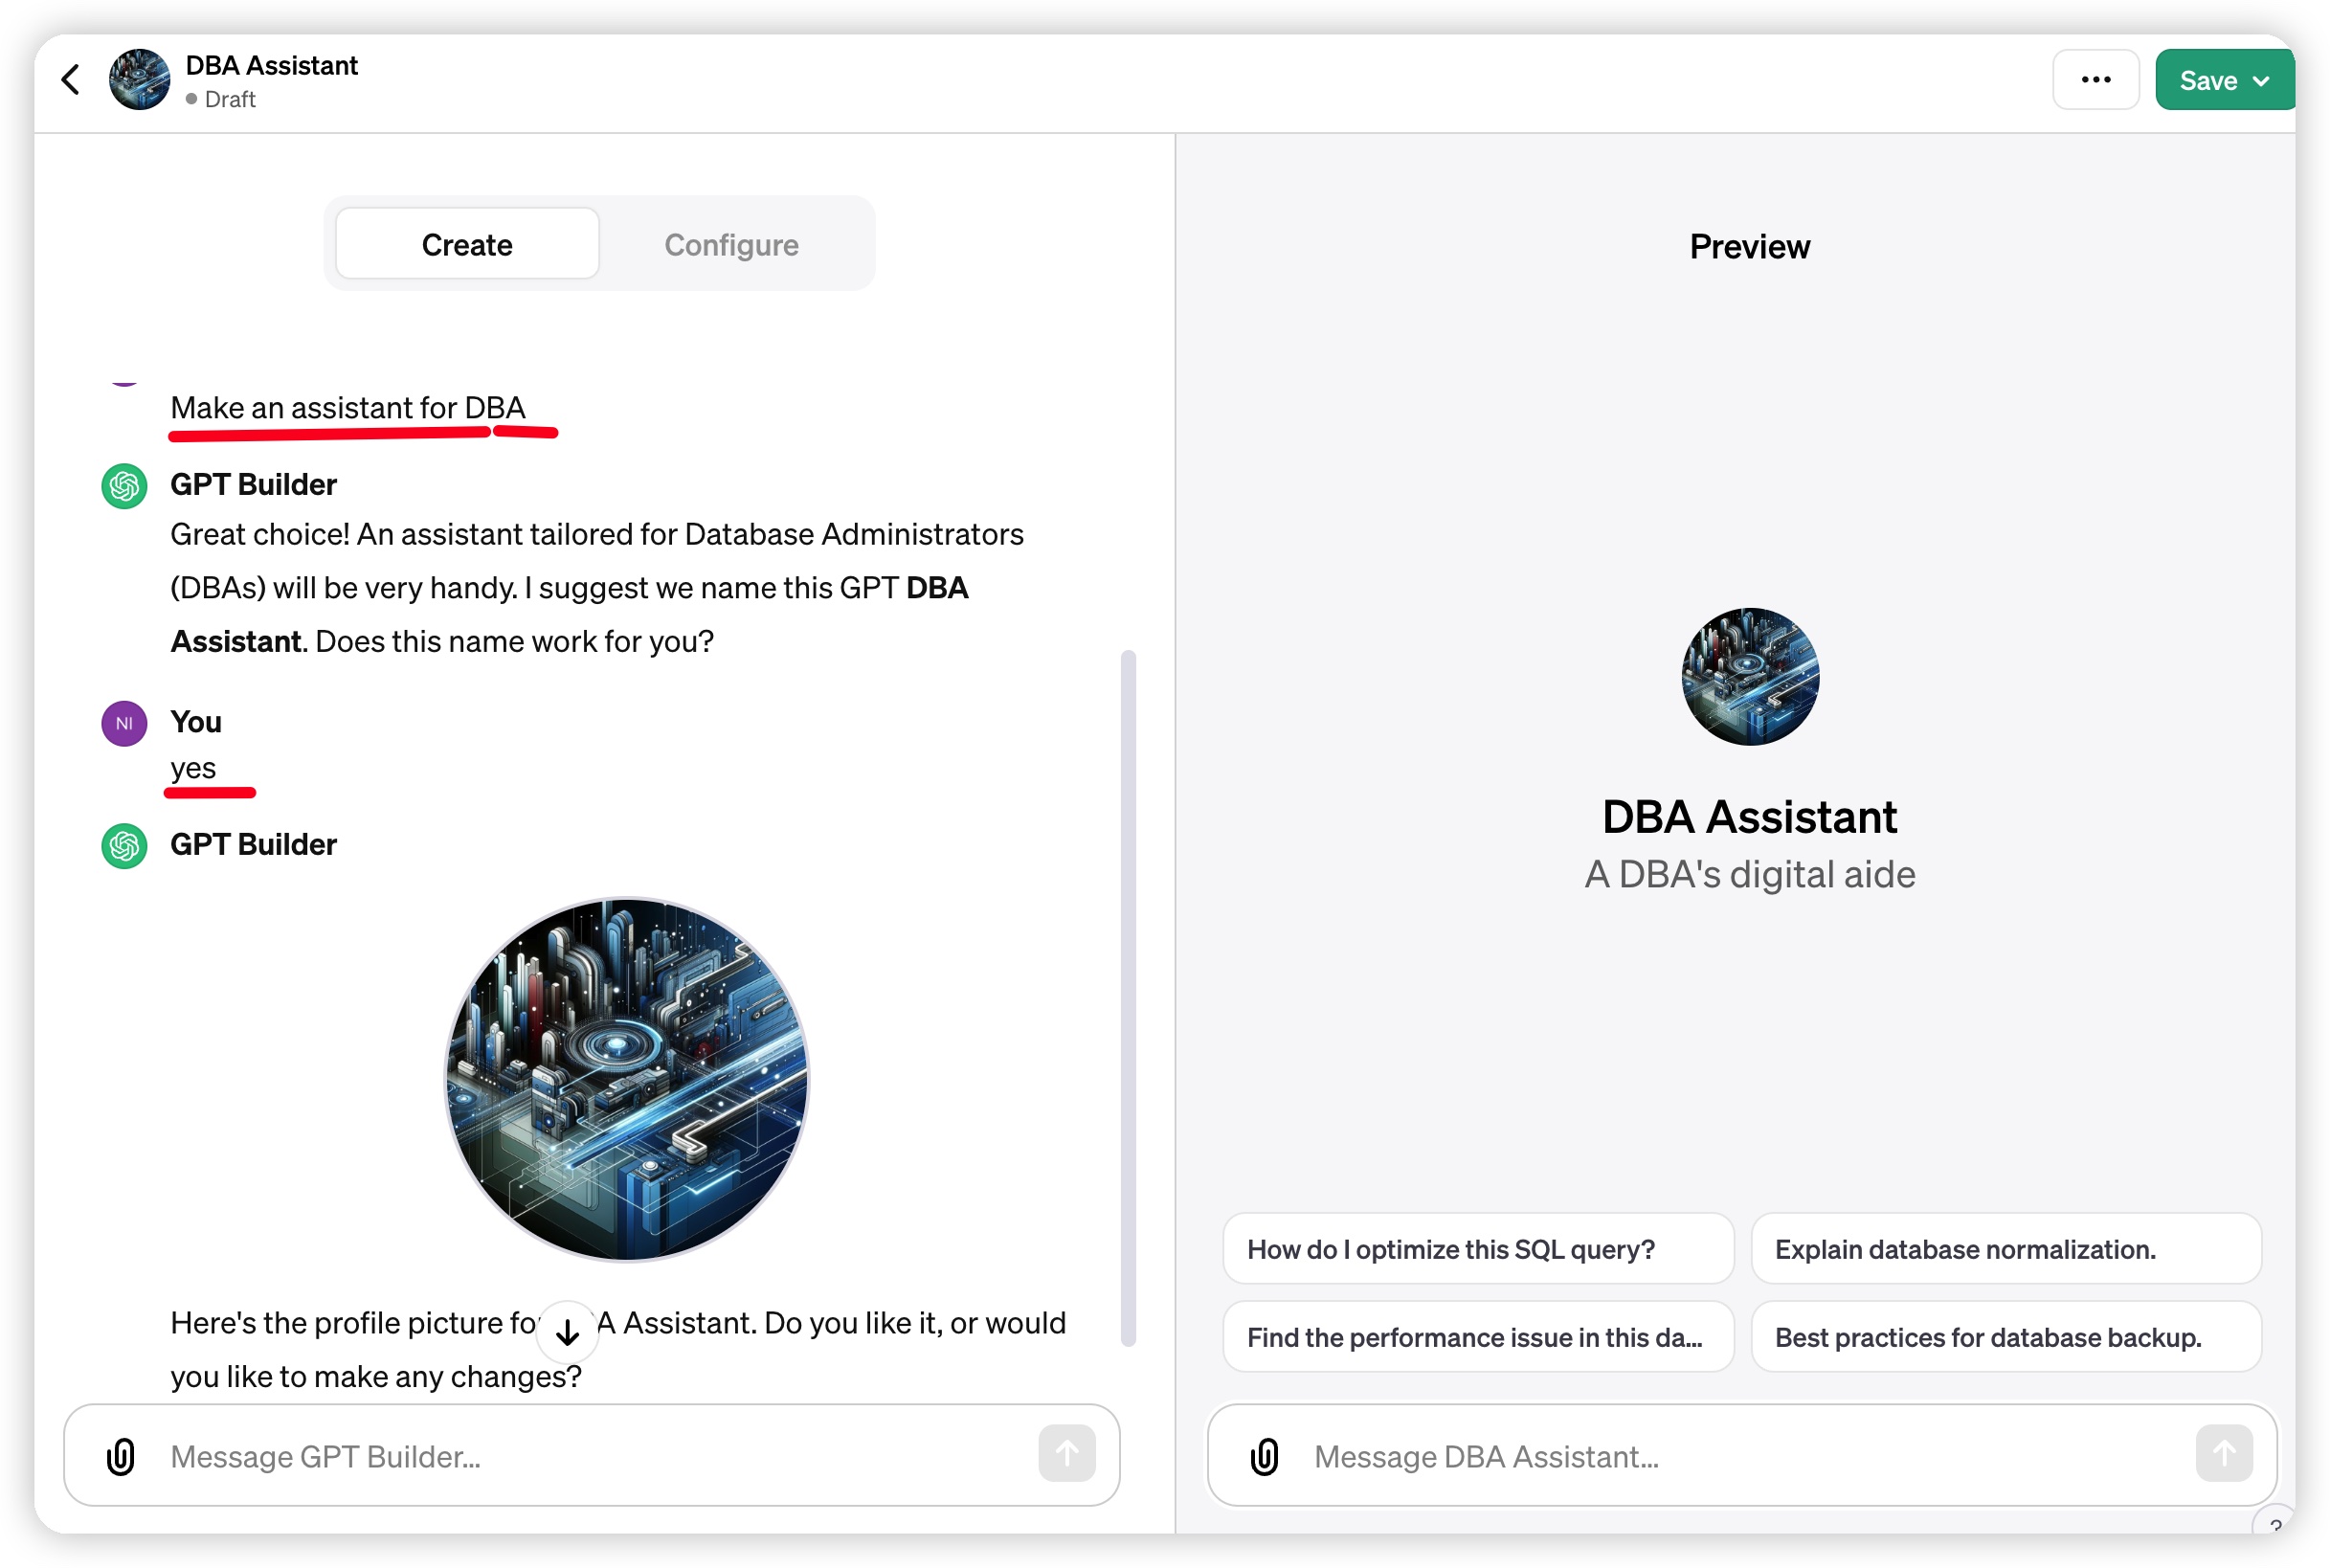 DBA Assistant
Draft
Save
Create
Configure
Make an assistant for DBA
GPT Builder
Great choice! An assistant tailored for Database Administrators
(DBAs) will be very handy. I suggest we name this GPT DBA
Assistant. Does this name work for you?
NI
You
yes
GPT Builder
Here's the profile picture fo A Assistant. Do you like it, or would
you like to make any changes?
Message GPT Builder...
Preview
DBA Assistant
A DBA's digital aide
How do I optimize this SQL query?
Explain database normalization.
Find the performance issue in this da...
Best practices for database backup.
Message DBA Assistant...
?